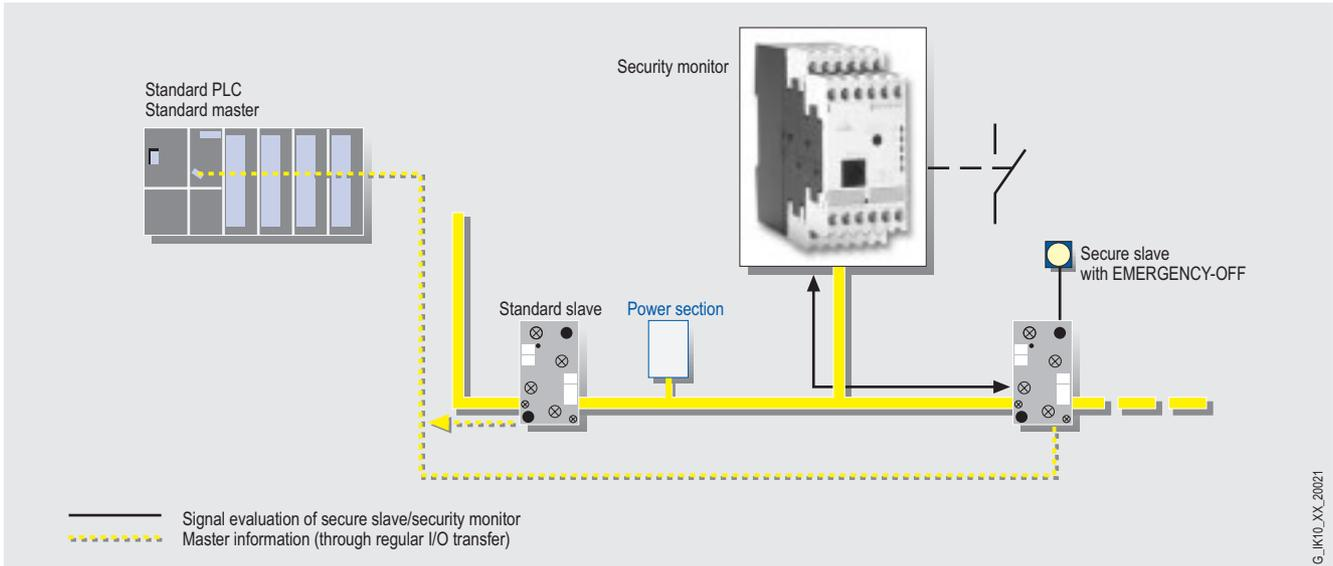 Security monitor
Standard PLC
Standard master
Secure slave
with EMERGENCY-OFF
Standard slave
Power section
Signal evaluation of secure slave/security monitor
Master information (through regular I/O transfer)
G_IK10_XX_20021